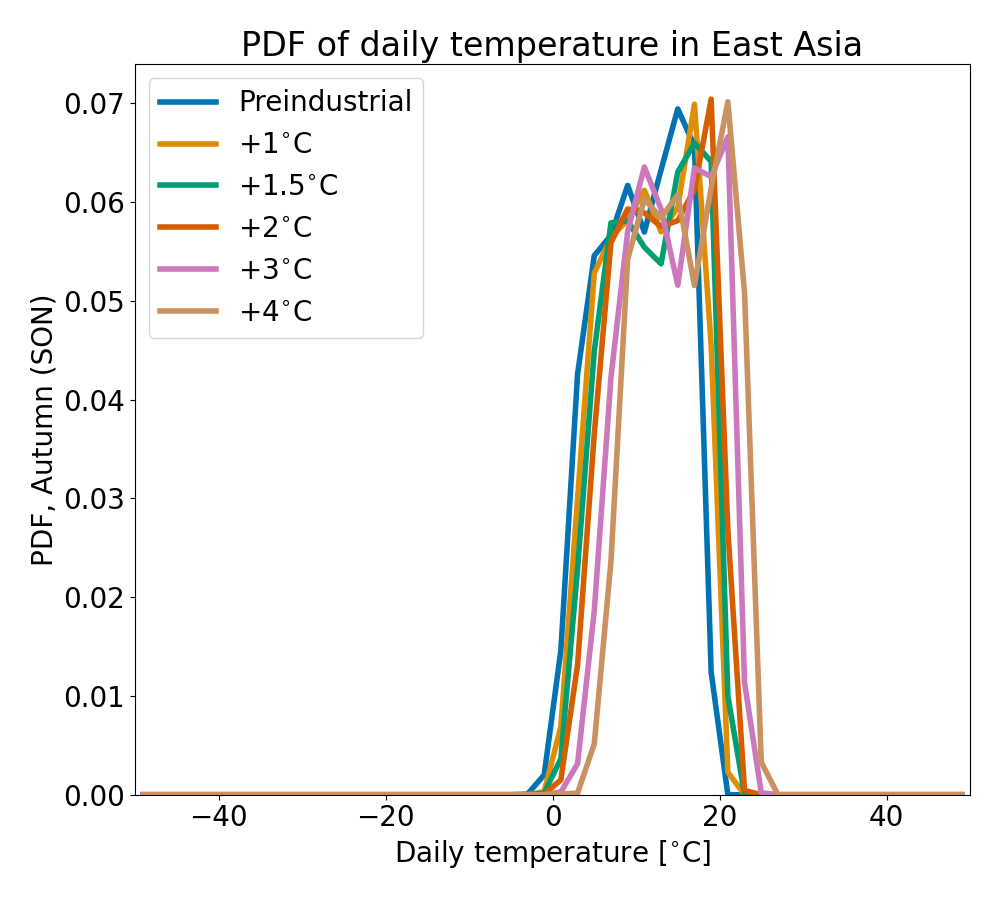 PDF of daily temperature in East Asia
Preindustrial
+1°C
+1.5°C
+2°C
+3°C
+4°C
PDF, Autumn (SON)
0.07
0.06
0.05
0.04
0.03
0.02
0.01
0.00
−40 −20 0 20 40
Daily temperature [°C]